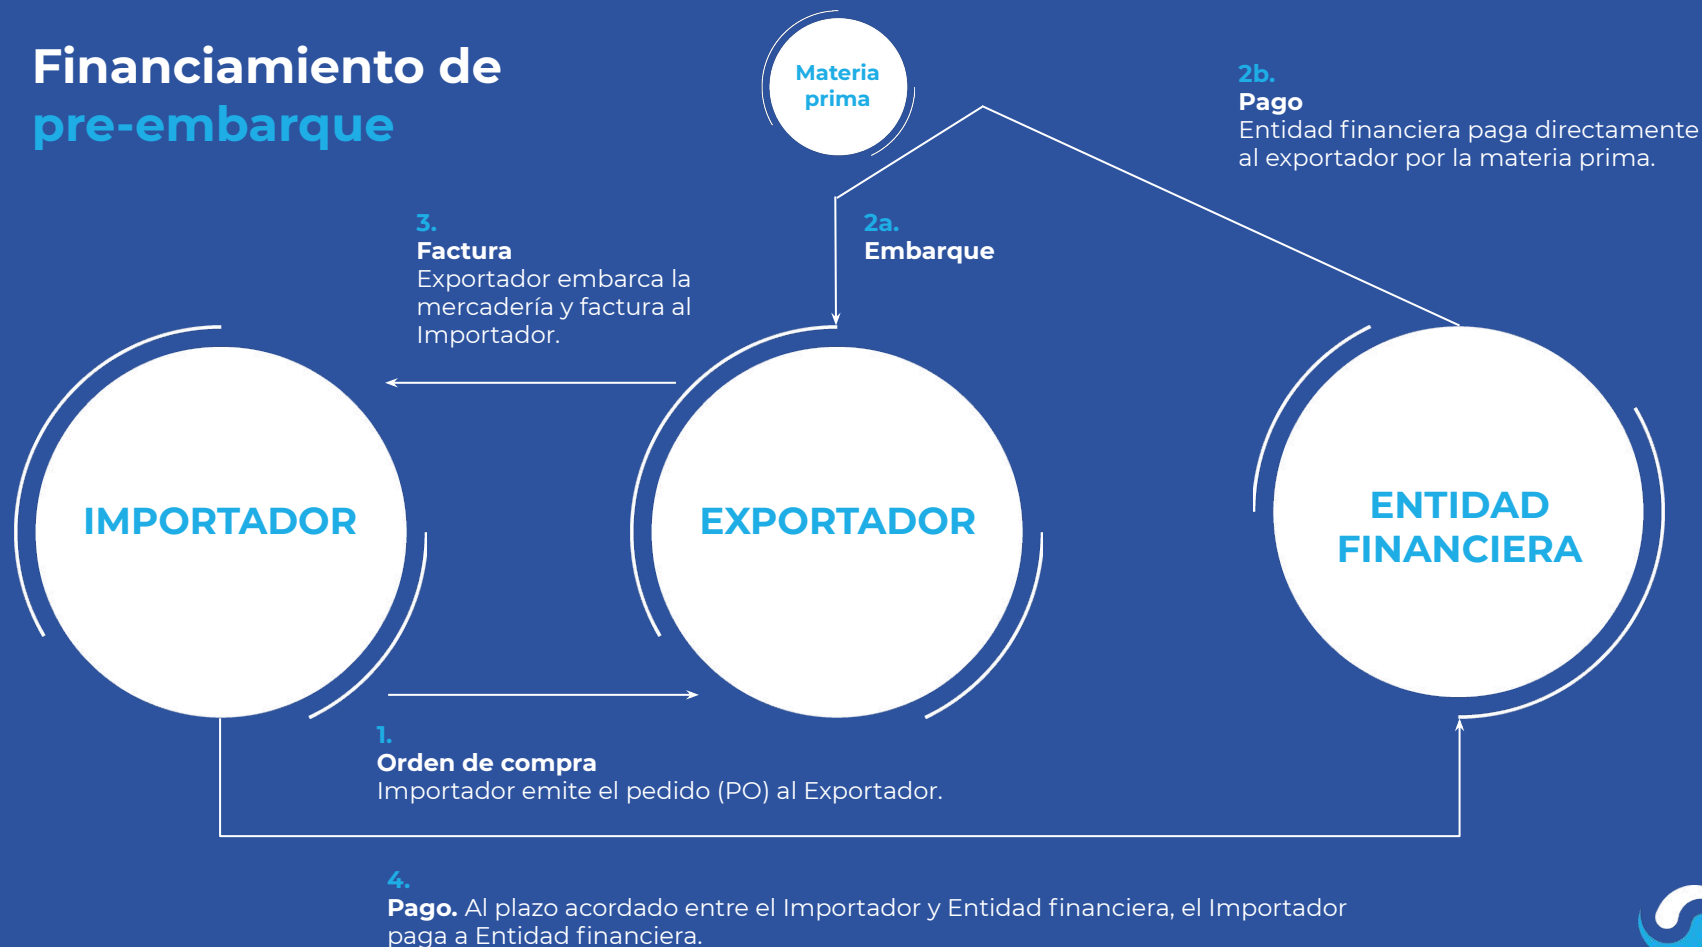 Financiamiento de
pre-embarque
Materia
prima
2b.
Pago
Entidad financiera paga directamente
al exportador por la materia prima.
3.
Factura
Exportador embarca la
mercadería y factura al
Importador.
2a.
Embarque
IMPORTADOR
EXPORTADOR
ENTIDAD
FINANCIERA
1.
Orden de compra
Importador emite el pedido (PO) al Exportador.
4.
Pago. Al plazo acordado entre el Importador y Entidad financiera, el Importador
paga a Entidad financiera.